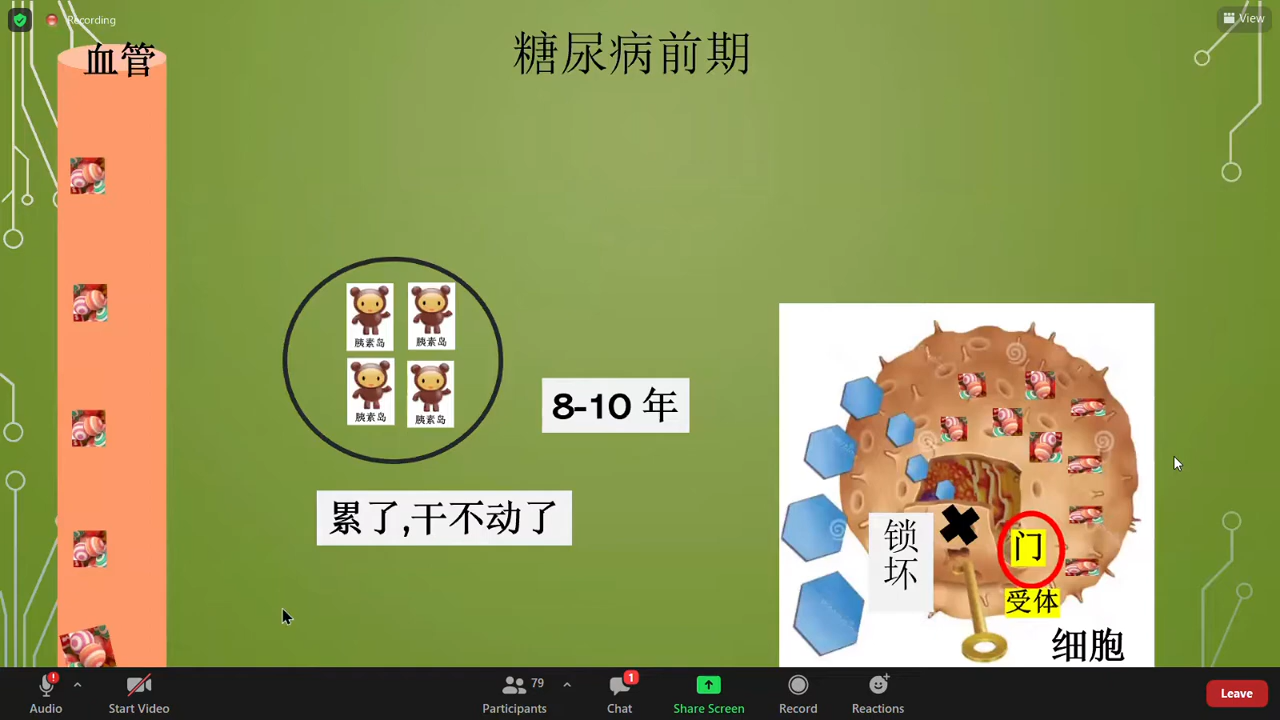 Recording
View
血管
糖尿病前期
胰素岛
胰素岛
胰素岛
胰素岛
8-10 年
累了,干不动了
锁
坏
门
受体
细胞
79
1
Audio
Start Video
Participants
Chat
Share Screen
Record
Reactions
Leave